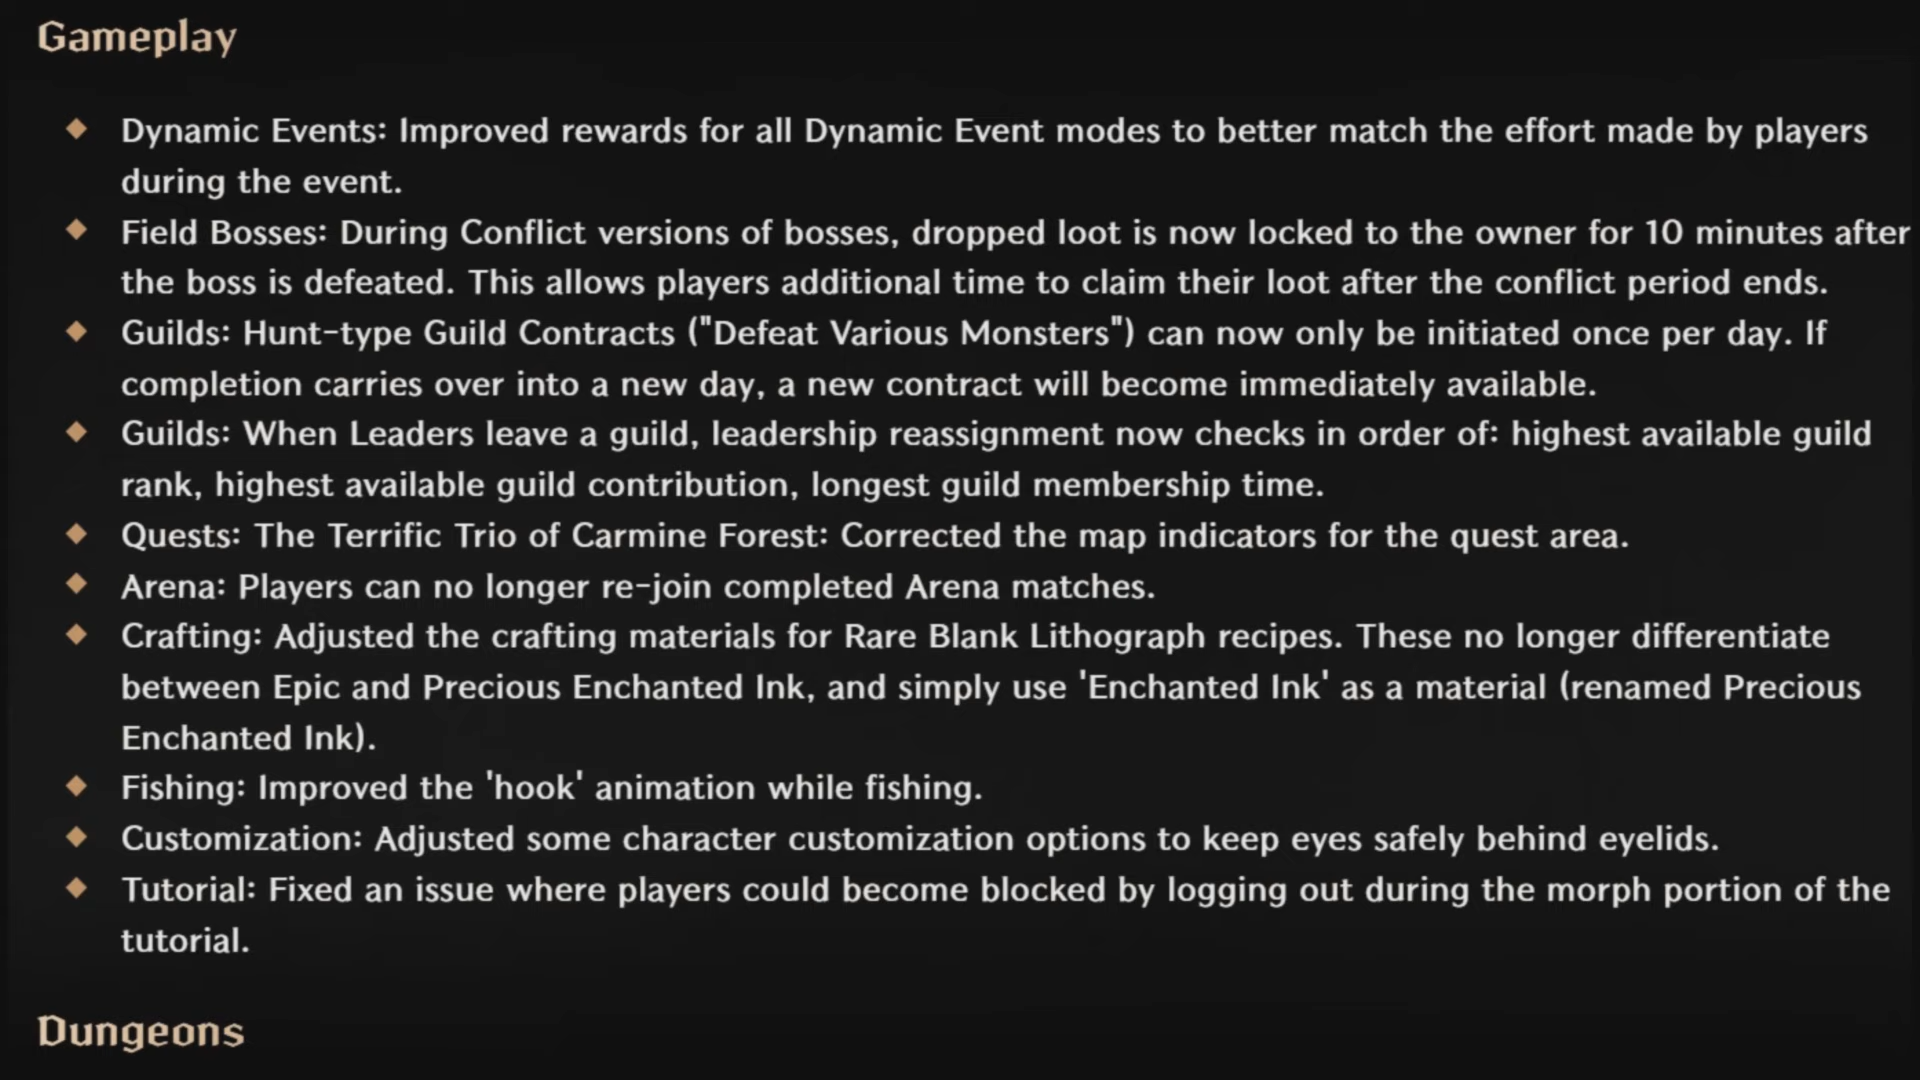 Gameplay
Dynamic Events: Improved rewards for all Dynamic Event modes to better match the effort made by players
during the event.
Field Bosses: During Conflict versions of bosses, dropped loot is now locked to the owner for 10 minutes after
the boss is defeated. This allows players additional time to claim their loot after the conflict period ends.
Guilds: Hunt-type Guild Contracts ("Defeat Various Monsters") can now only be initiated once per day. If
completion carries over into a new day, a new contract will become immediately available.
Guilds: When Leaders leave a guild, leadership reassignment now checks in order of: highest available guild
rank, highest available guild contribution, longest guild membership time.
Quests: The Terrific Trio of Carmine Forest: Corrected the map indicators for the quest area.
Arena: Players can no longer re-join completed Arena matches.
Crafting: Adjusted the crafting materials for Rare Blank Lithograph recipes. These no longer differentiate
between Epic and Precious Enchanted Ink, and simply use 'Enchanted Ink' as a material (renamed Precious
Enchanted Ink).
Fishing: Improved the 'hook' animation while fishing.
Customization: Adjusted some character customization options to keep eyes safely behind eyelids.
Tutorial: Fixed an issue where players could become blocked by logging out during the morph portion of the
tutorial.
Dungeons